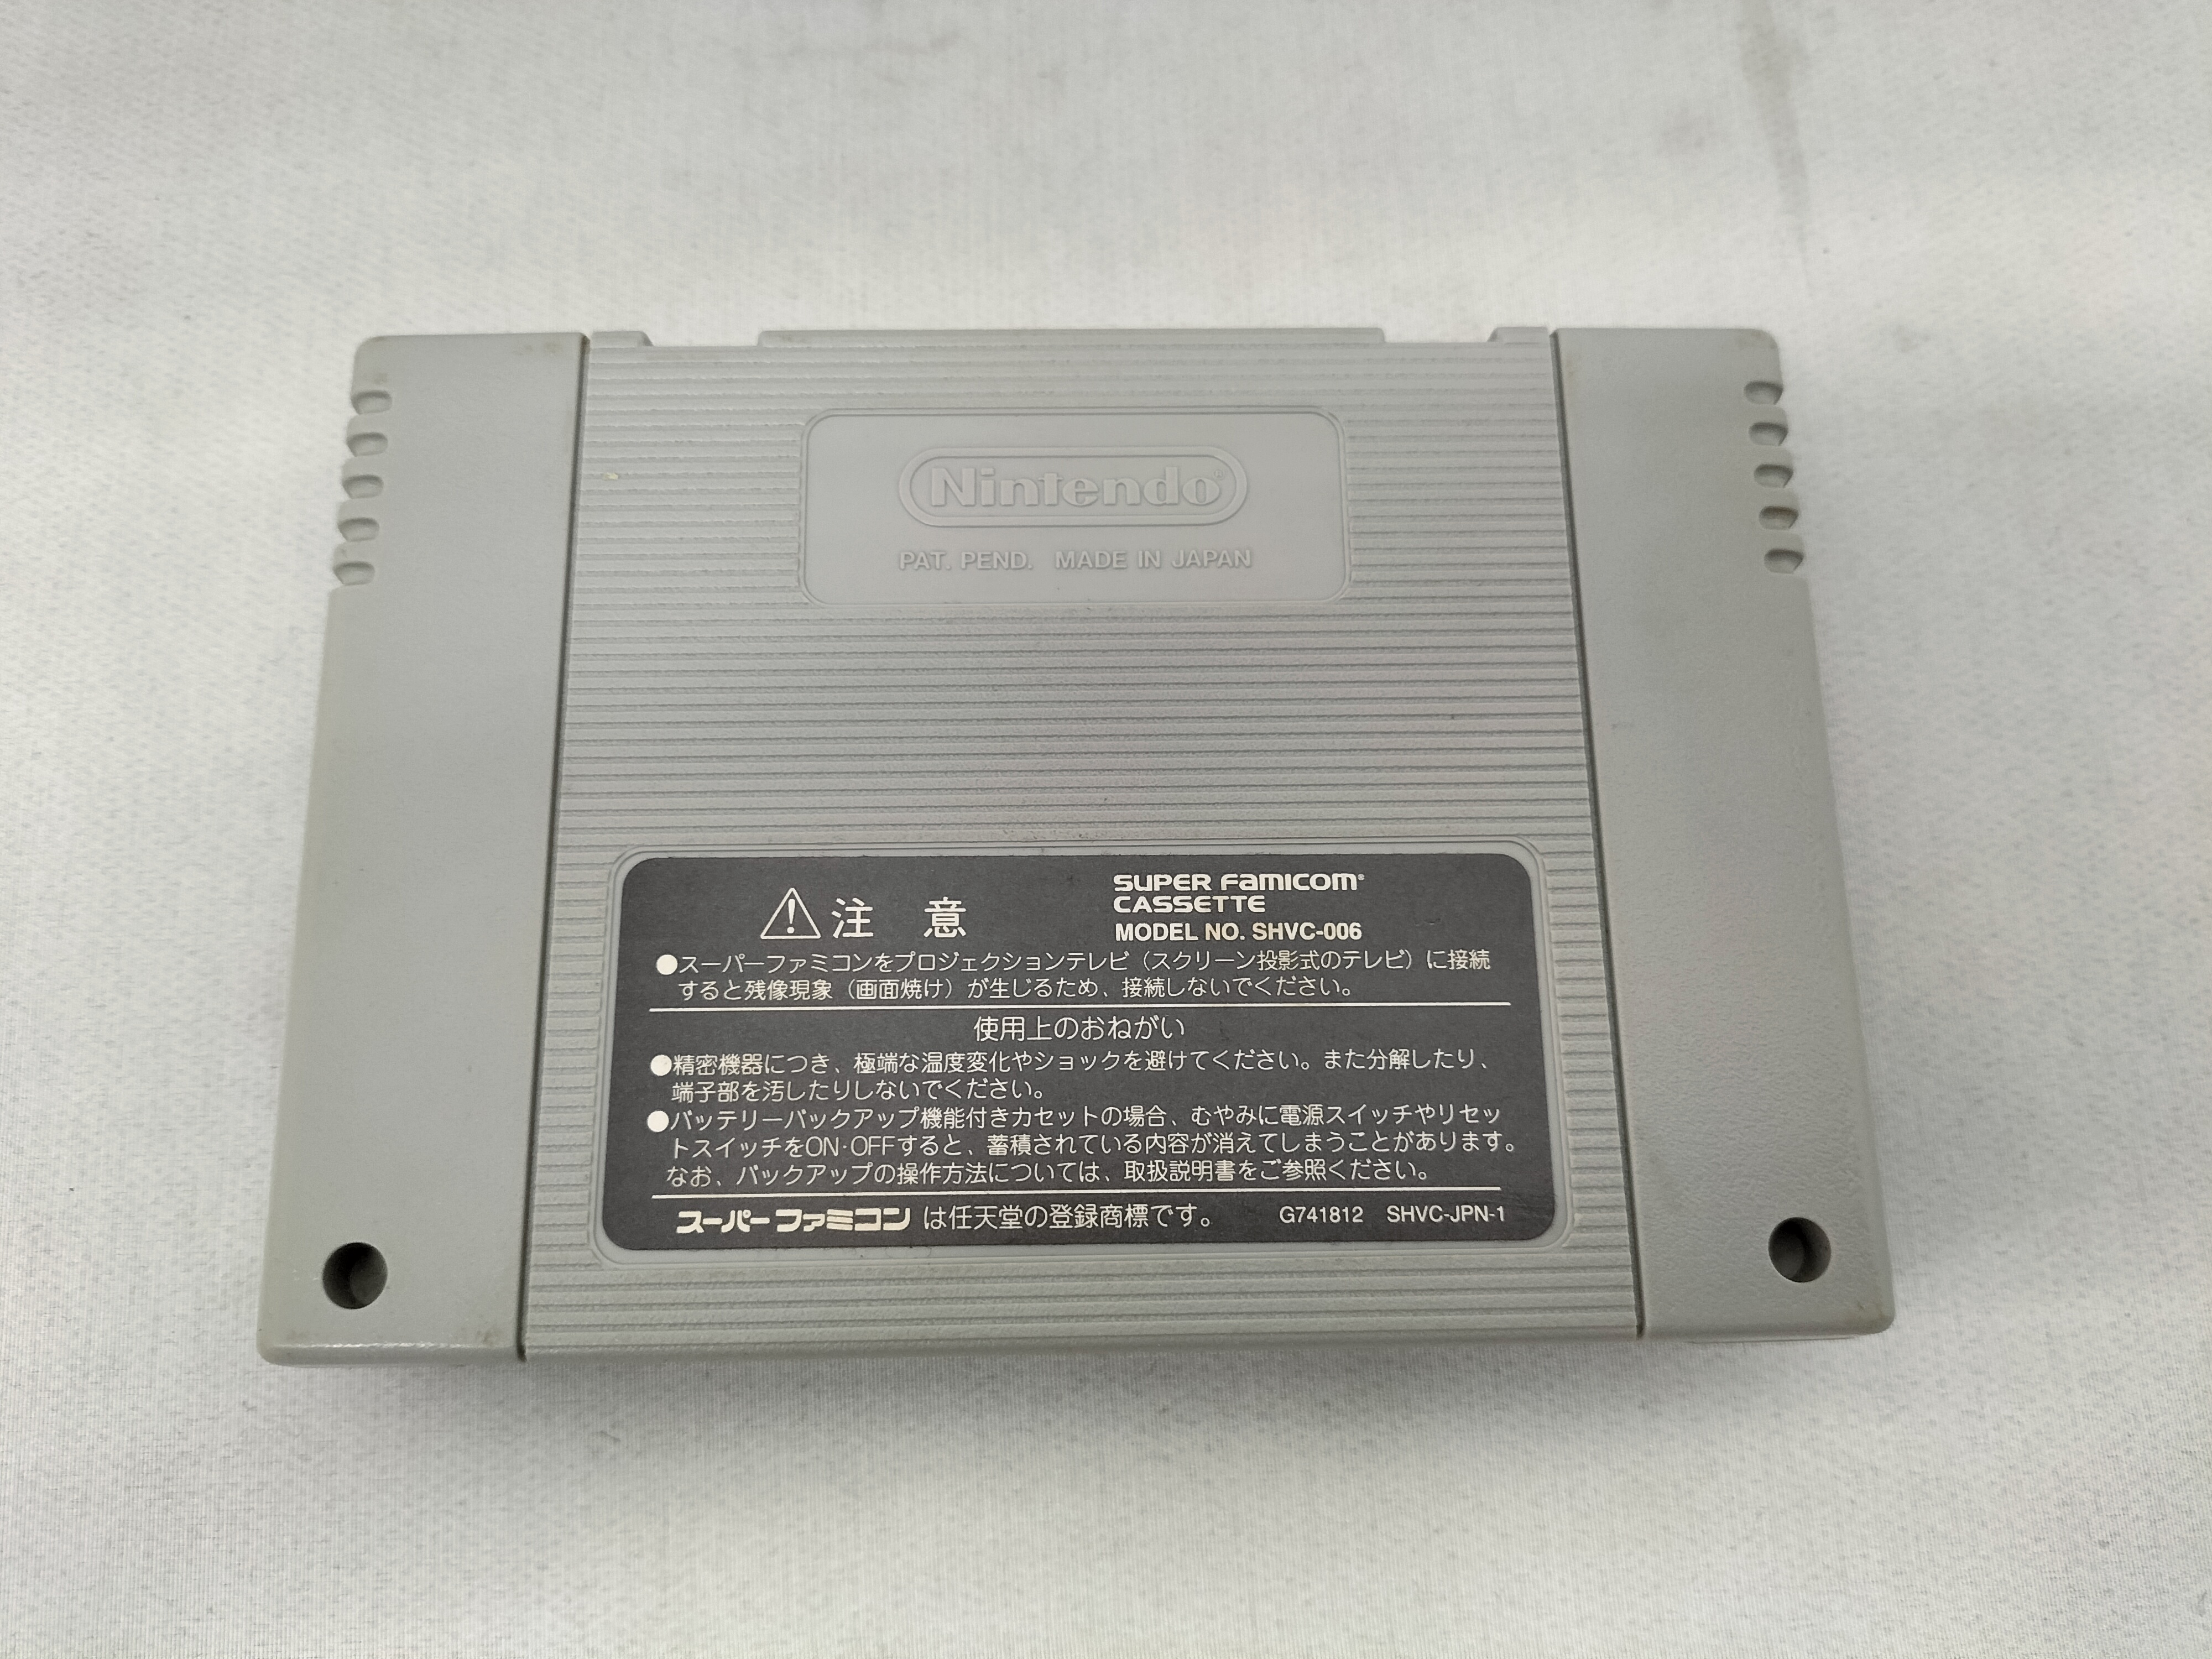 Nintendo®
PAT. PEND. MADE IN JAPAN
注意
SUPER FAMICOM®
CASSETTE
MODEL NO. SHVC-006
●スーパーファミコンをプロジェクションテレビ（スクリーン投影式のテレビ）に接続
すると残像現象（画面焼け）が生じるため、接続しないでください。
使用上のおねがい
●精密機器につき、極端な温度変化やショックを避けてください。また分解したり、
端子部を汚したりしないでください。
●バッテリーバックアップ機能付きカセットの場合、むやみに電源スイッチやリセッ
トスイッチをON·OFFすると、蓄積されている内容が消えてしまうことがあります。
なお、バックアップの操作方法については、取扱説明書をご参照ください。
スーパーファミコン は任天堂の登録商標です。 G741812 SHVC-JPN-1